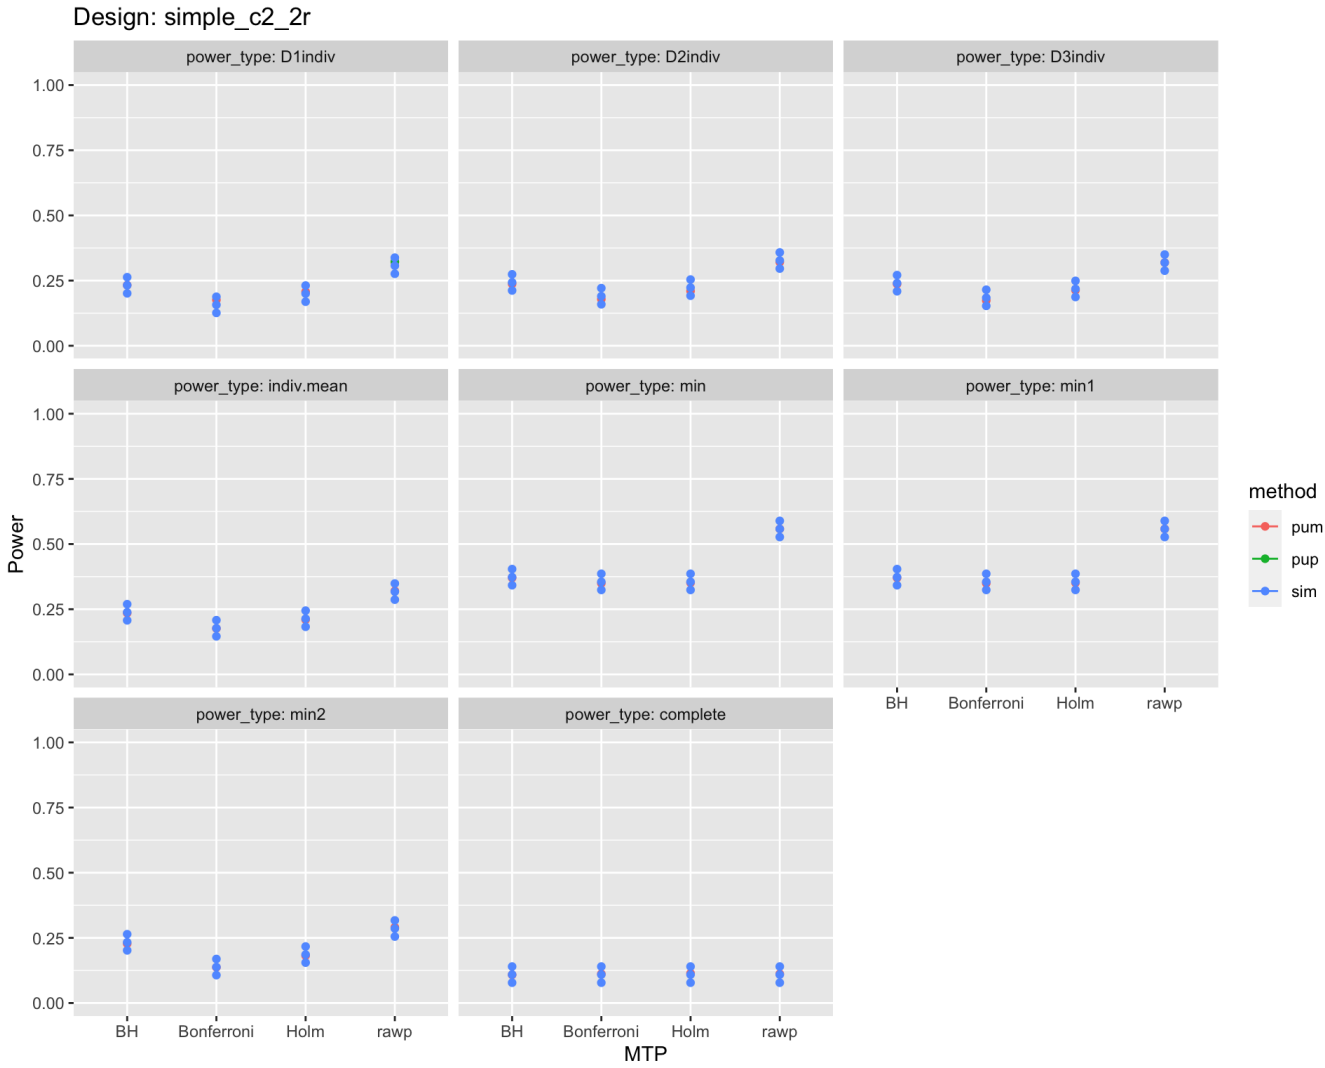 Design: simple_c2_2r
power_type: D1indiv
power_type: D2indiv
power_type: D3indiv
1.00
0.75
0.50
0.25
0.00
power_type: indiv.mean
power_type: min
power_type: min1
1.00
0.75
0.50
0.25
0.00
BH Bonferroni Holm rawp
power_type: min2
power_type: complete
1.00
0.75
0.50
0.25
0.00
BH Bonferroni Holm rawp
BH Bonferroni Holm rawp
MTP
Power
method
pum
pup
sim